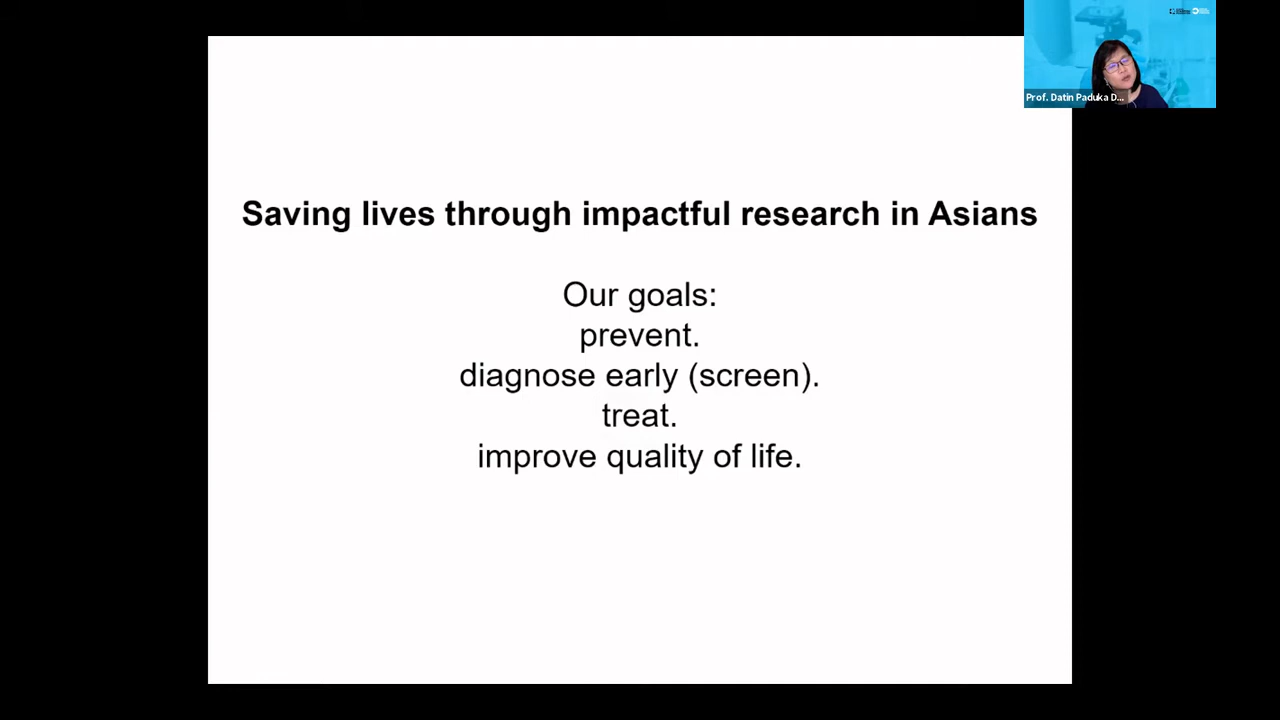 Prof. Datin Paduka D...
Saving lives through impactful research in Asians
Our goals:
prevent.
diagnose early (screen).
treat.
improve quality of life.